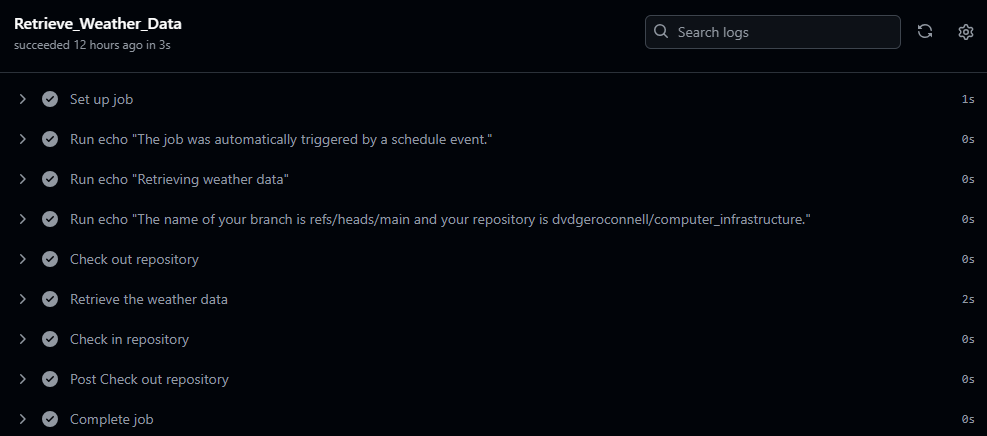 Retrieve_Weather_Data
succeeded 12 hours ago in 3s
Search logs
Set up job 1s
Run echo "The job was automatically triggered by a schedule event." 0s
Run echo "Retrieving weather data" 0s
Run echo "The name of your branch is refs/heads/main and your repository is dvdgeroconnell/computer_infrastructure." 0s
Check out repository 0s
Retrieve the weather data 2s
Check in repository 0s
Post Check out repository 0s
Complete job 0s